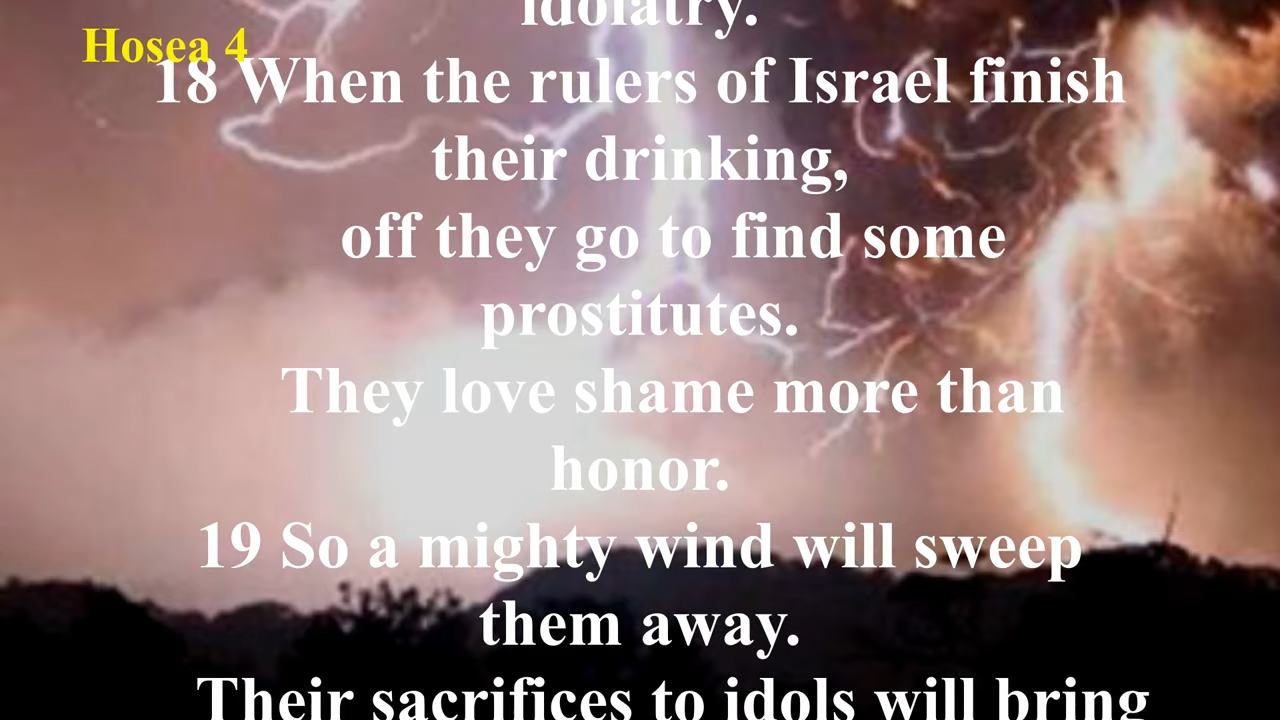 idolatry.
Hosea 4
18 When the rulers of Israel finish
their drinking,
off they go to find some
prostitutes.
They love shame more than
honor.
19 So a mighty wind will sweep
them away.
Their sacrifices to idols will bring